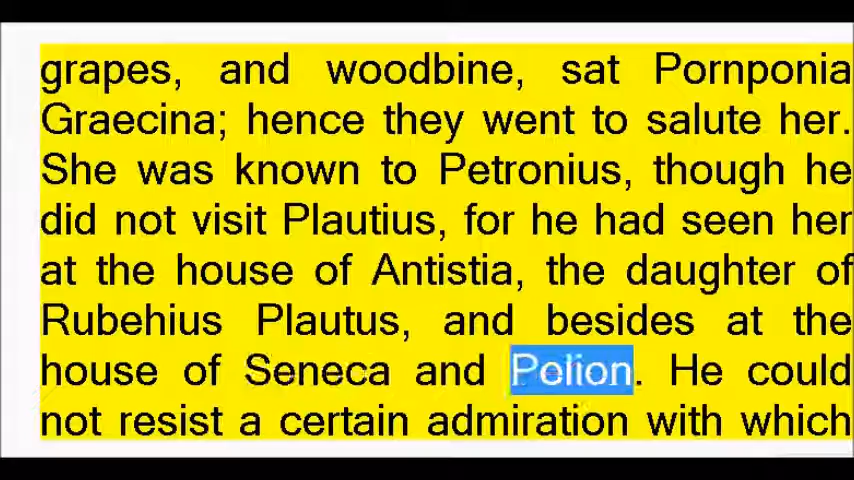 grapes, and woodbine, sat Pornponia
Graecina; hence they went to salute her.
She was known to Petronius, though he
did not visit Plautius, for he had seen her
at the house of Antistia, the daughter of
Rubehius Plautus, and besides at the
house of Seneca and Polion. He could
not resist a certain admiration with which